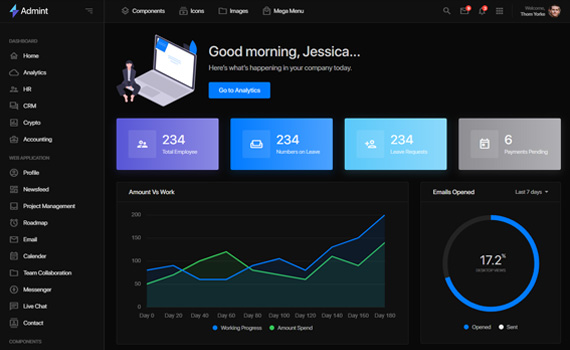 Admint
Components
Icons
Images
Mega Menu
Welcome,
Thom Yorke
DASHBOARD
Home
Analytics
HR
CRM
Crypto
Accounting
WEB APPLICATION
Profile
Newsfeed
Project Management
Roadmap
Email
Calender
Team Collaboration
Messenger
Live Chat
Contact
COMPONENTS
Good morning, Jessica...
Here's what's happening in your company today.
Go to Analytics
234
Total Employee
234
Numbers on Leave
234
Leave Requests
6
Payments Pending
Amount Vs Work
200
150
100
50
0
Day 0 Day 20 Day 40 Day 60 Day 80 Day 100 Day 120 Day 140 Day 160 Day 180
Working Progress Amount Spend
Emails Opened
Last 7 days
17.2%
DESKTOP VIEWS
Opened Sent